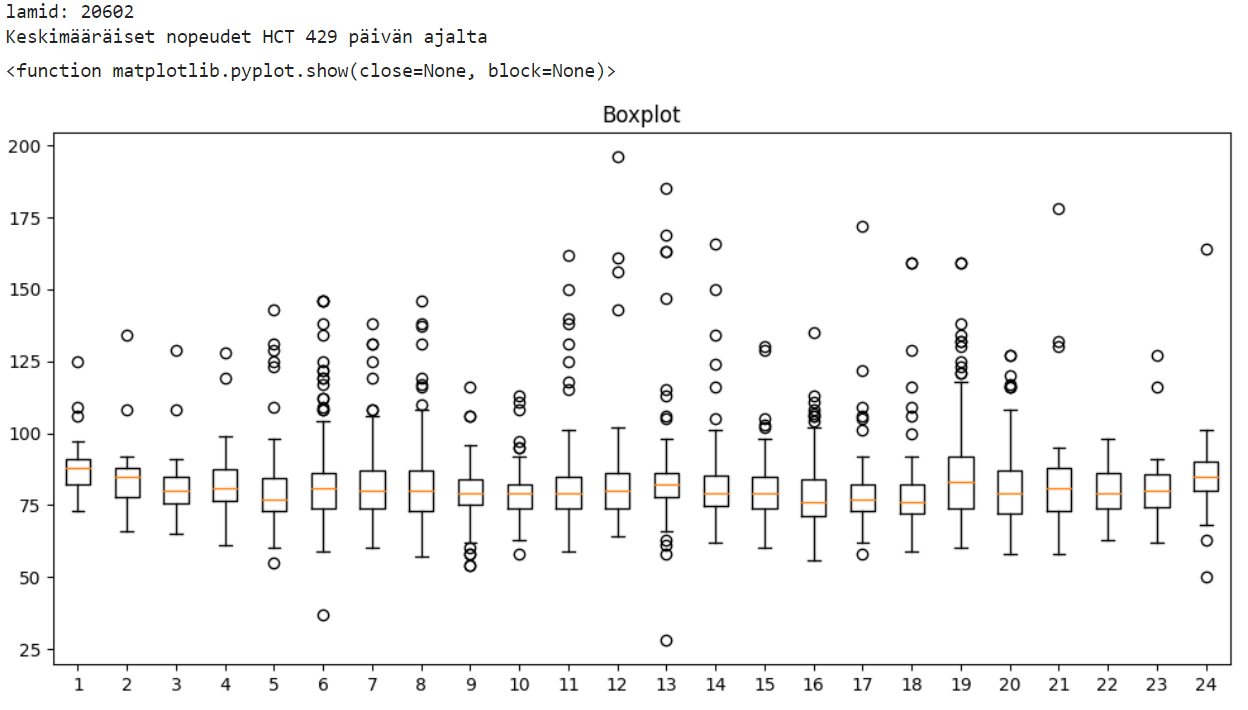 lamid: 20602
Keskimääräiset nopeudet HCT 429 päivän ajalta
<function matplotlib.pyplot.show(close=None, block=None)>
Boxplot
200
175
150
125
100
75
50
25
1 2 3 4 5 6 7 8 9 10 11 12 13 14 15 16 17 18 19 20 21 22 23 24